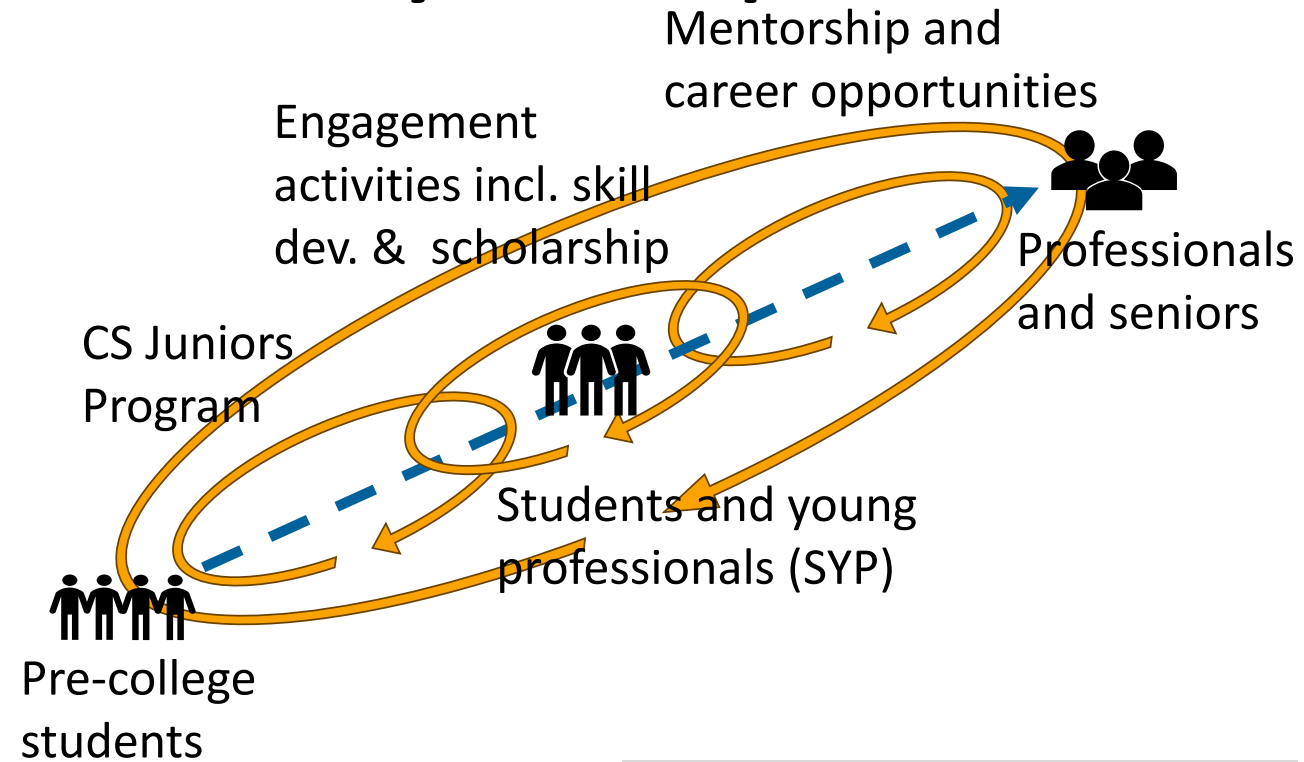 Mentorship and
career opportunities
Engagement
activities incl. skill
dev. & scholarship
Professionals
and seniors
CS Juniors
Program
Students and young
professionals (SYP)
Pre-college
students